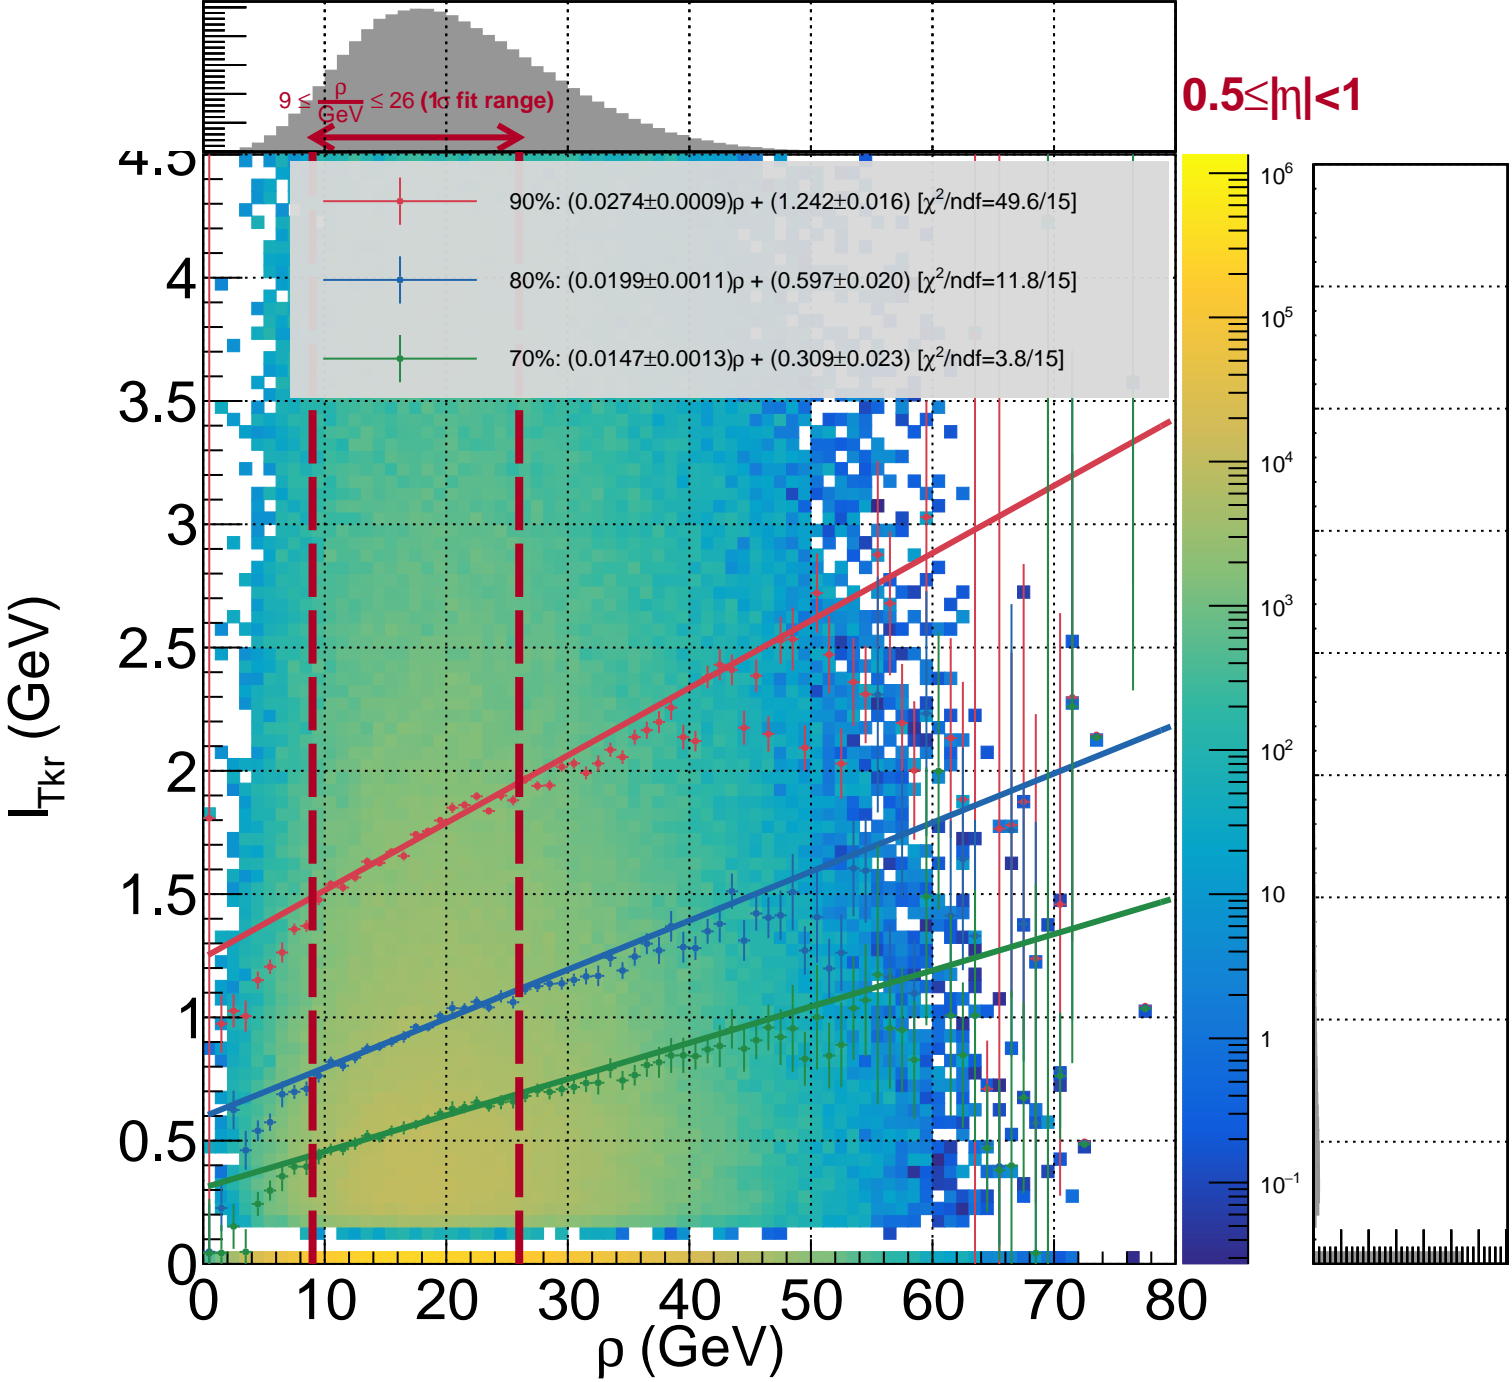 9 ≤ ρ/GeV ≤ 26 (1σ fit range)
0.5≤|η|<1
90%: (0.0274±0.0009)ρ + (1.242±0.016) [χ²/ndf=49.6/15]
80%: (0.0199±0.0011)ρ + (0.597±0.020) [χ²/ndf=11.8/15]
70%: (0.0147±0.0013)ρ + (0.309±0.023) [χ²/ndf=3.8/15]
4.5
4
3.5
3
2.5
2
1.5
1
0.5
0
I_Tkr (GeV)
0 10 20 30 40 50 60 70 80
ρ (GeV)
10⁶
10⁵
10⁴
10³
10²
10
1
10⁻¹